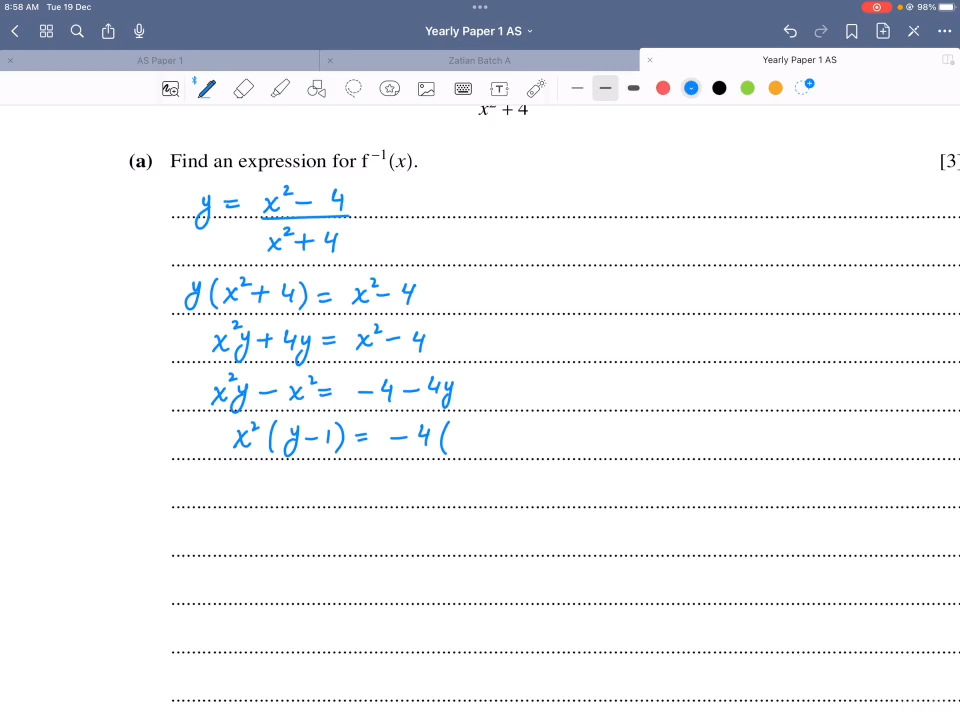 8:58 AM Tue 19 Dec
98%
Yearly Paper 1 AS
AS Paper 1
Zatian Batch A
Yearly Paper 1 AS
x² + 4
(a) Find an expression for f⁻¹(x). [3]
y = x² − 4
x² + 4
y(x² + 4) = x² − 4
x²y + 4y = x² − 4
x²y − x² = −4 − 4y
x²(y−1) = −4(